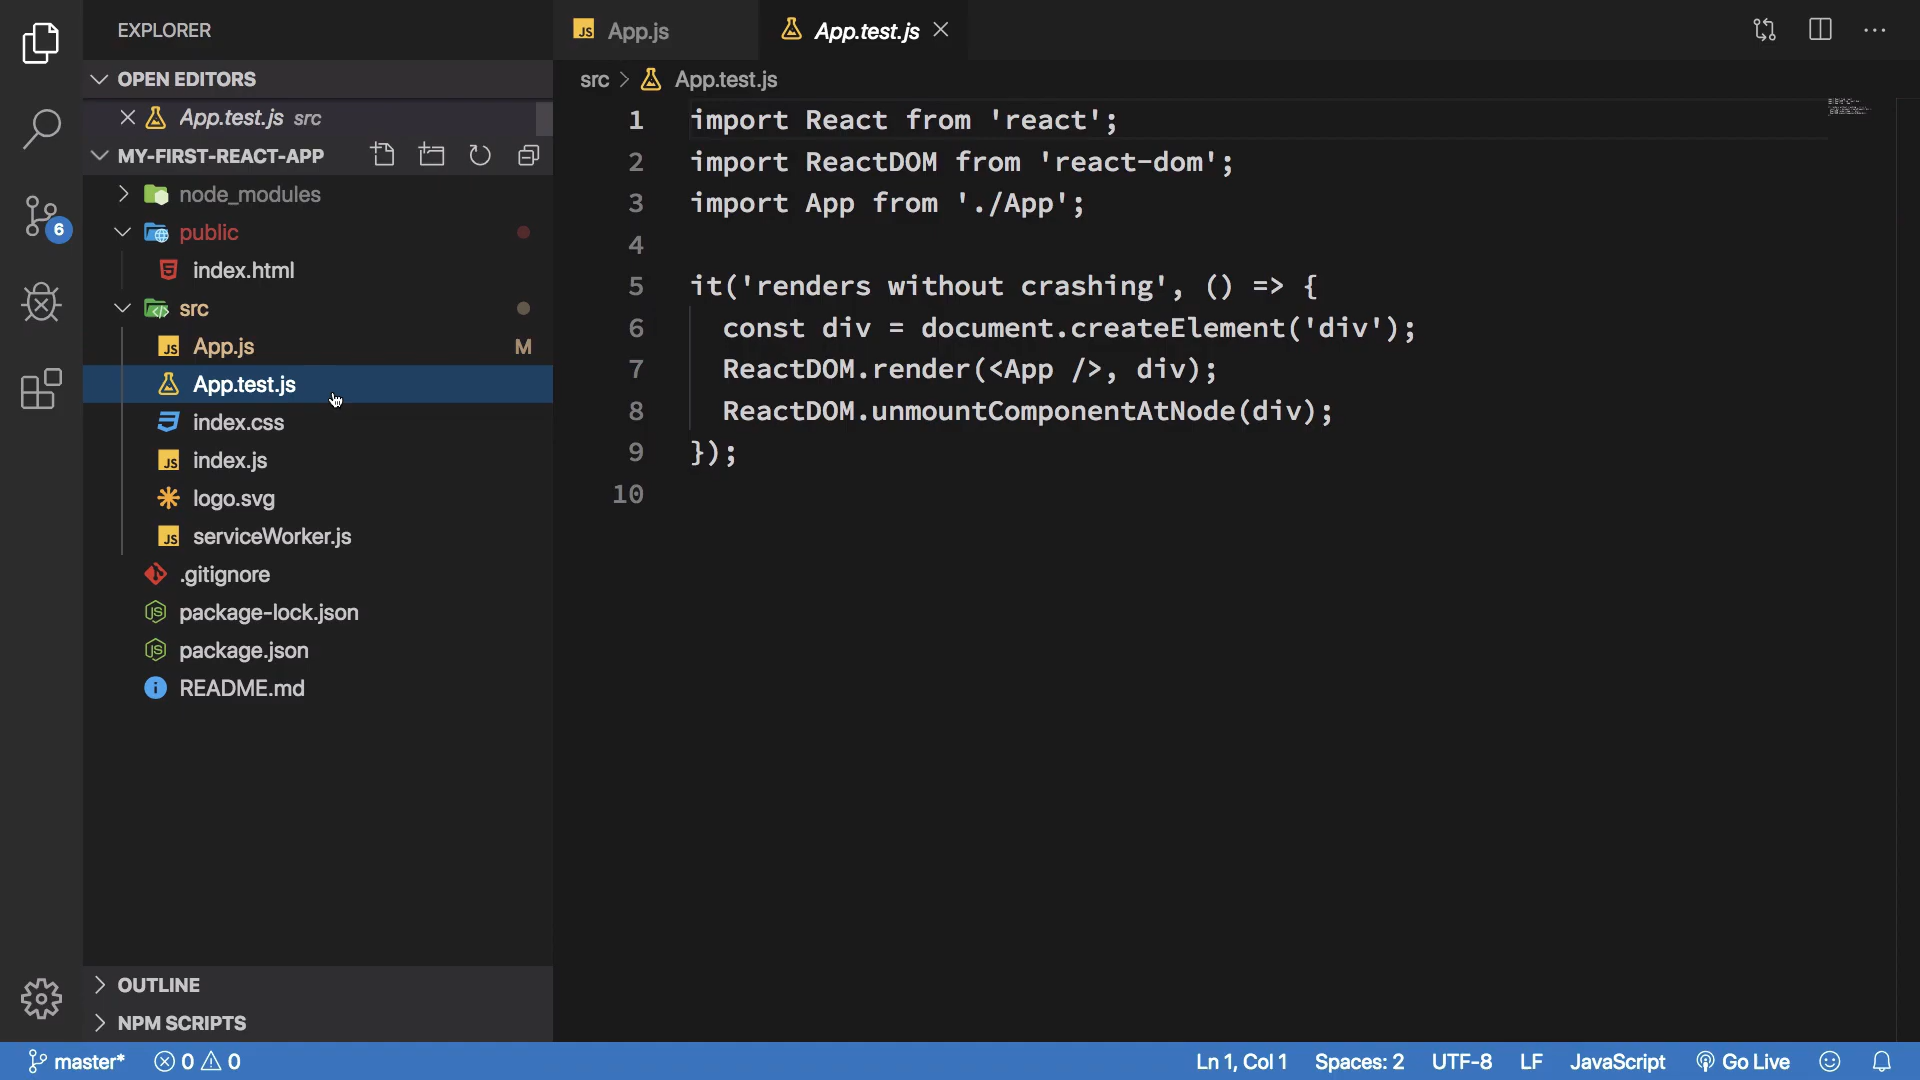 EXPLORER
OPEN EDITORS
App.test.js src
MY-FIRST-REACT-APP
node_modules
public
index.html
src
App.js M
App.test.js
index.css
index.js
logo.svg
serviceWorker.js
.gitignore
package-lock.json
package.json
README.md
OUTLINE
NPM SCRIPTS
6
App.js
App.test.js
src > App.test.js
1 import React from 'react';
2 import ReactDOM from 'react-dom';
3 import App from './App';
4
5 it('renders without crashing', () => {
6 const div = document.createElement('div');
7 ReactDOM.render(<App />, div);
8 ReactDOM.unmountComponentAtNode(div);
9 });
10
master* 0 0 Ln 1, Col 1 Spaces: 2 UTF-8 LF JavaScript Go Live